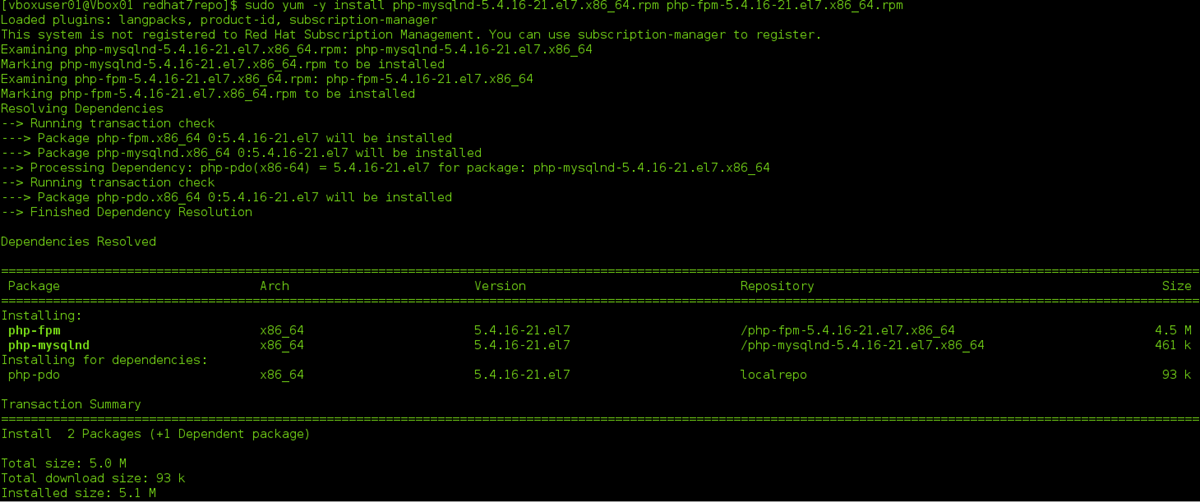 [vboxuser01@Vbox01 redhat7repo]$ sudo yum -y install php-mysqlnd-5.4.16-21.el7.x86_64.rpm php-fpm-5.4.16-21.el7.x86_64.rpm
Loaded plugins: langpacks, product-id, subscription-manager
This system is not registered to Red Hat Subscription Management. You can use subscription-manager to register.
Examining php-mysqlnd-5.4.16-21.el7.x86_64.rpm: php-mysqlnd-5.4.16-21.el7.x86_64
Marking php-mysqlnd-5.4.16-21.el7.x86_64.rpm to be installed
Examining php-fpm-5.4.16-21.el7.x86_64.rpm: php-fpm-5.4.16-21.el7.x86_64
Marking php-fpm-5.4.16-21.el7.x86_64.rpm to be installed
Resolving Dependencies
--> Running transaction check
---> Package php-fpm.x86_64 0:5.4.16-21.el7 will be installed
---> Package php-mysqlnd.x86_64 0:5.4.16-21.el7 will be installed
--> Processing Dependency: php-pdo(x86-64) = 5.4.16-21.el7 for package: php-mysqlnd-5.4.16-21.el7.x86_64
--> Running transaction check
---> Package php-pdo.x86_64 0:5.4.16-21.el7 will be installed
--> Finished Dependency Resolution
Dependencies Resolved
Package Arch Version Repository Size
Installing:
php-fpm x86_64 5.4.16-21.el7 /php-fpm-5.4.16-21.el7.x86_64 4.5 M
php-mysqlnd x86_64 5.4.16-21.el7 /php-mysqlnd-5.4.16-21.el7.x86_64 461 k
Installing for dependencies:
php-pdo x86_64 5.4.16-21.el7 localrepo 93 k
Transaction Summary
Install  2 Packages (+1 Dependent package)
Total size: 5.0 M
Total download size: 93 k
Installed size: 5.1 M